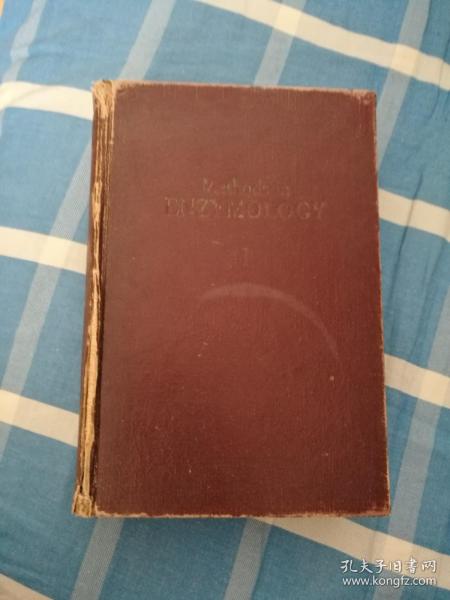 Methods in
ENZYMOLOGY
孔夫子旧书网
www.kongfz.com